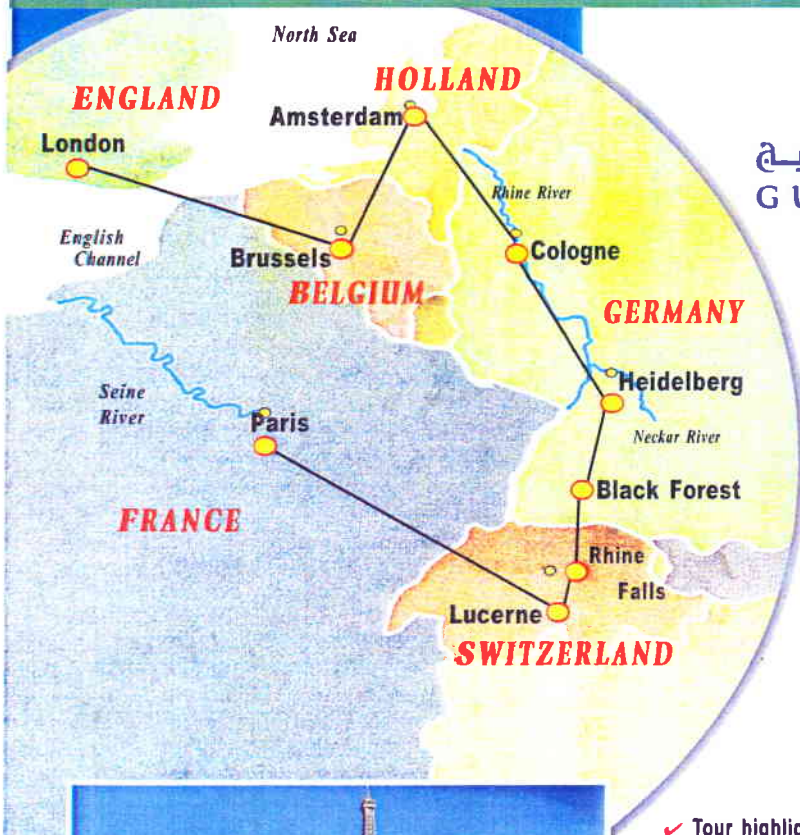 North Sea
HOLLAND
ENGLAND
Amsterdam
London
Rhine River
English
Channel
Brussels
Cologne
BELGIUM
GERMANY
Seine
River
Heidelberg
Paris
Neckar River
Black Forest
FRANCE
Rhine
Falls
Lucerne
SWITZERLAND
✓ Tour